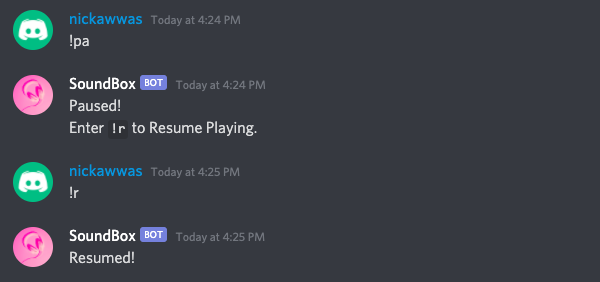 nickawwas Today at 4:24 PM
!pa
SoundBox BOT Today at 4:24 PM
Paused!
Enter !r to Resume Playing.
nickawwas Today at 4:25 PM
!r
SoundBox BOT Today at 4:25 PM
Resumed!